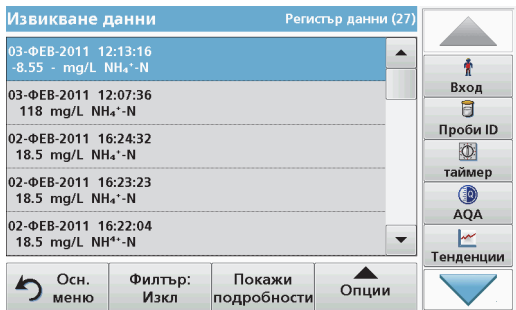 Извикване данни
Регистър данни (27)
03-ФЕВ-2011 12:13:16
-8.55 - mg/L NH₄⁺-N
03-ФЕВ-2011 12:07:36
118 mg/L NH₄⁺-N
02-ФЕВ-2011 16:24:32
18.5 mg/L NH₄⁺-N
02-ФЕВ-2011 16:23:23
18.5 mg/L NH₄⁺-N
02-ФЕВ-2011 16:22:04
18.5 mg/L NH⁴⁺-N
Вход
Проби ID
таймер
AQA
Тенденции
Осн.
меню
Филтър:
Изкл
Покажи
подробности
Опции